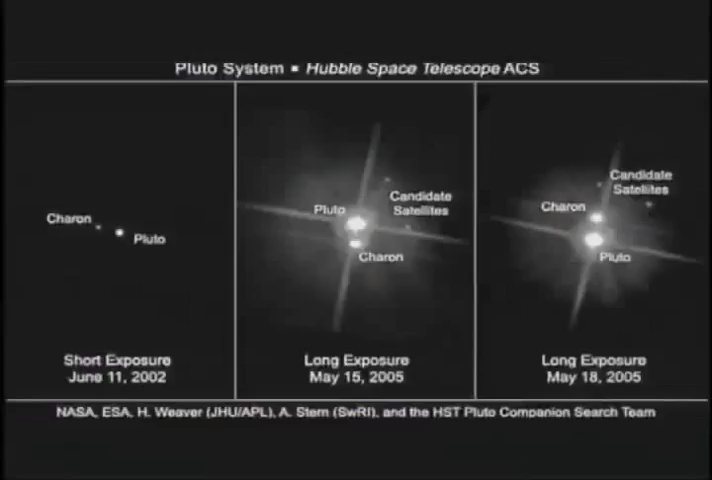 Pluto System ▪ Hubble Space Telescope ACS
Charon
Pluto
Short Exposure
June 11, 2002
Pluto
Candidate
Satellites
Charon
Long Exposure
May 15, 2005
Candidate
Satellites
Charon
Pluto
Long Exposure
May 18, 2005
NASA, ESA, H. Weaver (JHU/APL), A. Stern (SwRI), and the HST Pluto Companion Search Team